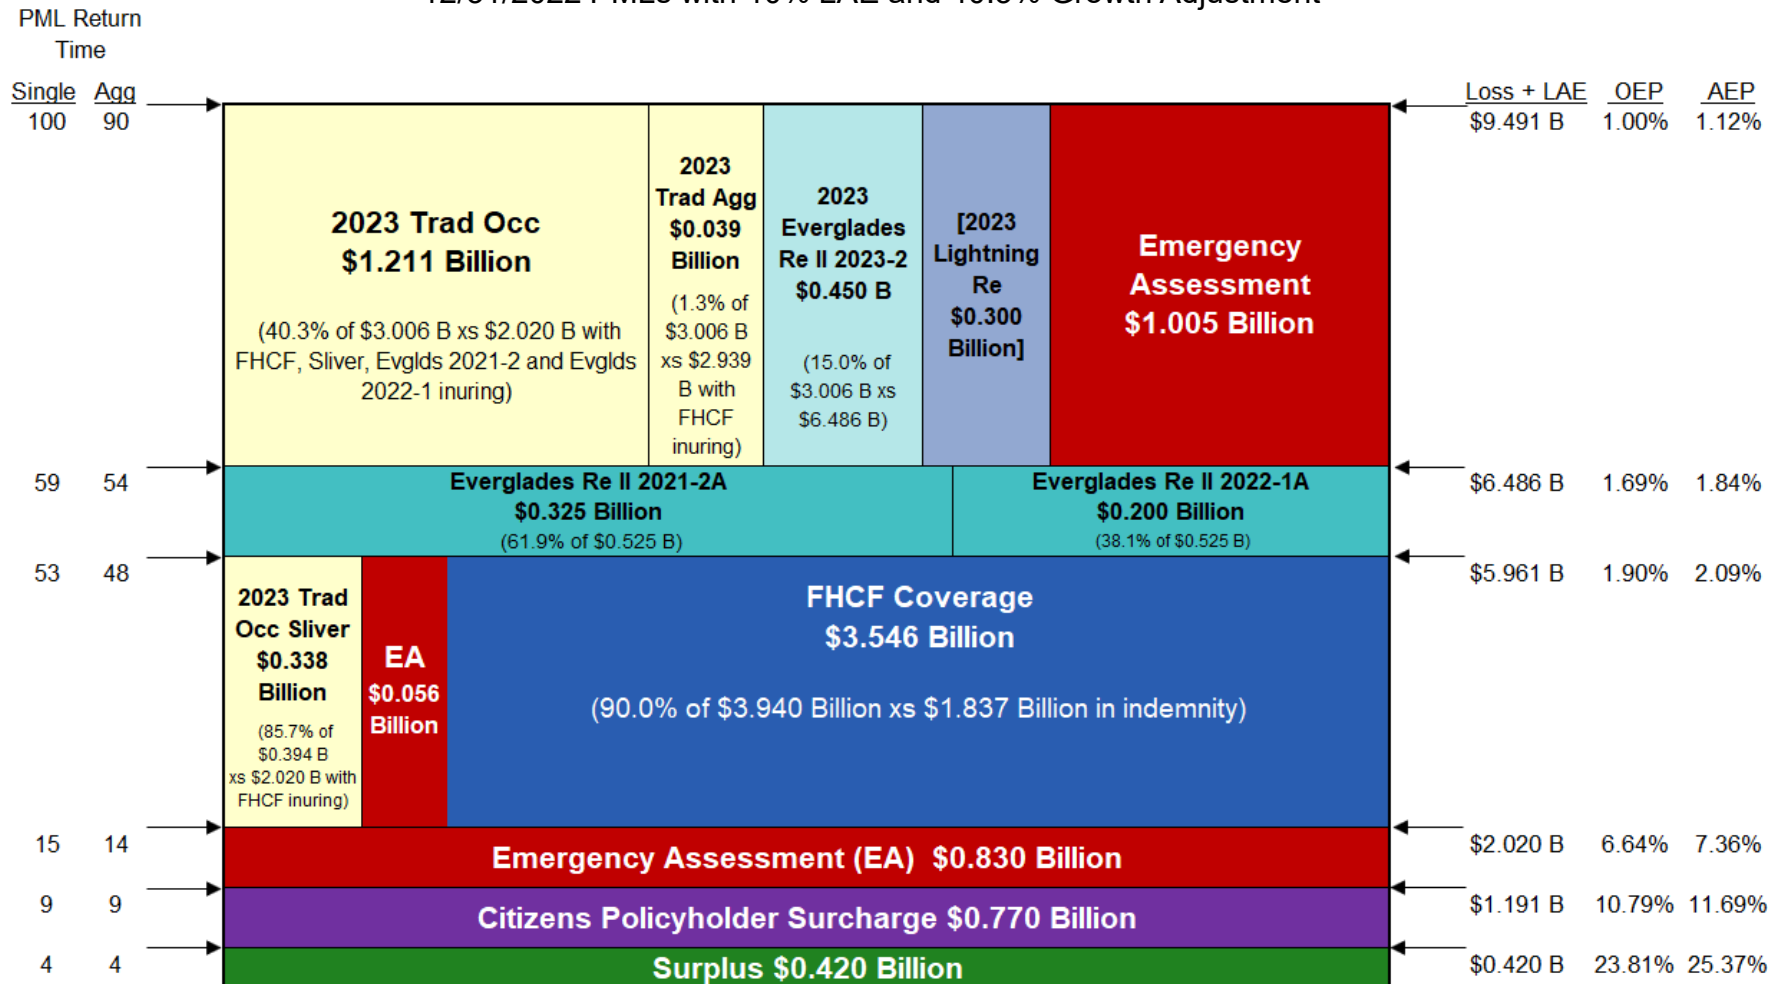 PML Return
Time
Single Agg
100 90
Loss + LAE OEP AEP
$9.491 B 1.00% 1.12%
2023 Trad Occ
$1.211 Billion
(40.3% of $3.006 B xs $2.020 B with
FHCF, Sliver, Evglds 2021-2 and Evglds
2022-1 inuring)
2023
Trad Agg
$0.039
Billion
(1.3% of
$3.006 B
xs $2.939
B with
FHCF
inuring)
2023
Everglades
Re II 2023-2
$0.450 B
(15.0% of
$3.006 B xs
$6.486 B)
[2023
Lightning
Re
$0.300
Billion]
Emergency
Assessment
$1.005 Billion
59 54
$6.486 B 1.69% 1.84%
Everglades Re II 2021-2A
$0.325 Billion
(61.9% of $0.525 B)
Everglades Re II 2022-1A
$0.200 Billion
(38.1% of $0.525 B)
53 48
$5.961 B 1.90% 2.09%
2023 Trad
Occ Sliver
$0.338
Billion
(85.7% of
$0.394 B
xs $2.020 B with
FHCF inuring)
EA
$0.056
Billion
FHCF Coverage
$3.546 Billion
(90.0% of $3.940 Billion xs $1.837 Billion in indemnity)
15 14
$2.020 B 6.64% 7.36%
Emergency Assessment (EA) $0.830 Billion
9 9
$1.191 B 10.79% 11.69%
Citizens Policyholder Surcharge $0.770 Billion
4 4
$0.420 B 23.81% 25.37%
Surplus $0.420 Billion